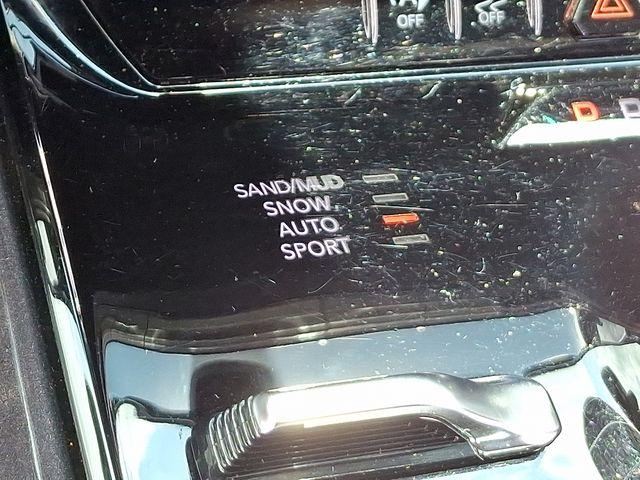 OFF OFF
D
SAND/MUD
SNOW
AUTO
SPORT